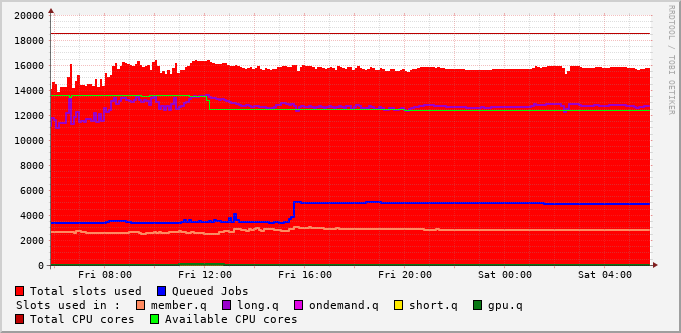 20000
18000
16000
14000
12000
10000
8000
6000
4000
2000
0
Fri 08:00 Fri 12:00 Fri 16:00 Fri 20:00 Sat 00:00 Sat 04:00
Total slots used Queued Jobs
Slots used in : member.q long.q ondemand.q short.q gpu.q
Total CPU cores Available CPU cores
RRDTOOL / TOBI OETIKER